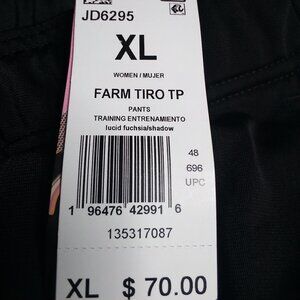 JD6295
XL
WOMEN / MUJER
FARM TIRO TP
PANTS
TRAINING ENTRENAMIENTO
lucid fuchsia/shadow
48
696
UPC
1 96476 42991 6
135317087
XL $ 70.00